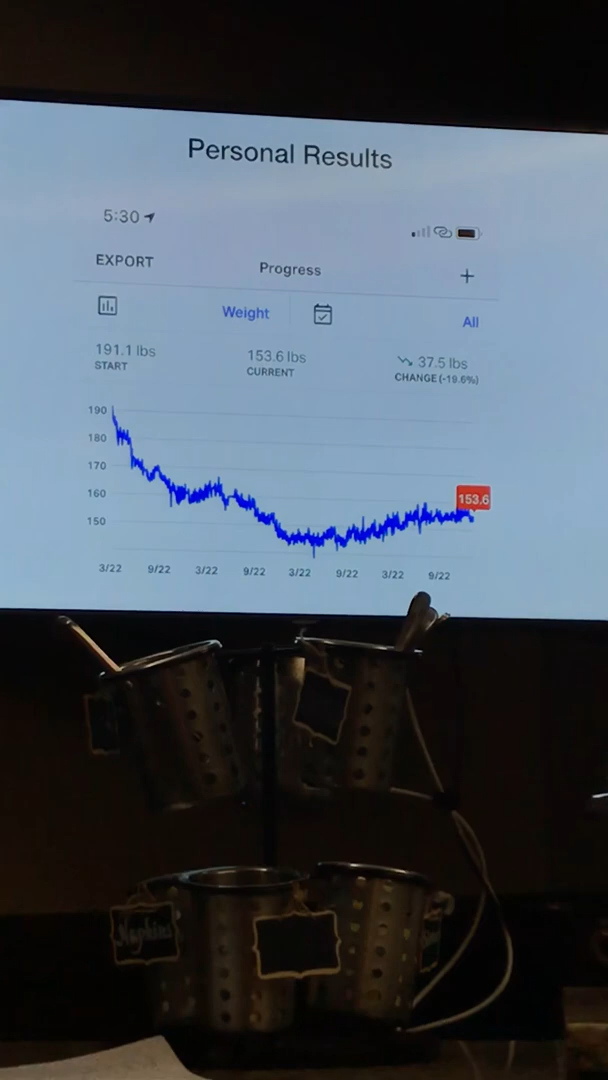 Personal Results
5:30
EXPORT
Progress
+
Weight
All
191.1 lbs
START
153.6 lbs
CURRENT
37.5 lbs
CHANGE (-19.6%)
190
180
170
160
150
153.6
3/22 9/22 3/22 9/22 3/22 9/22 3/22 9/22
Napkins